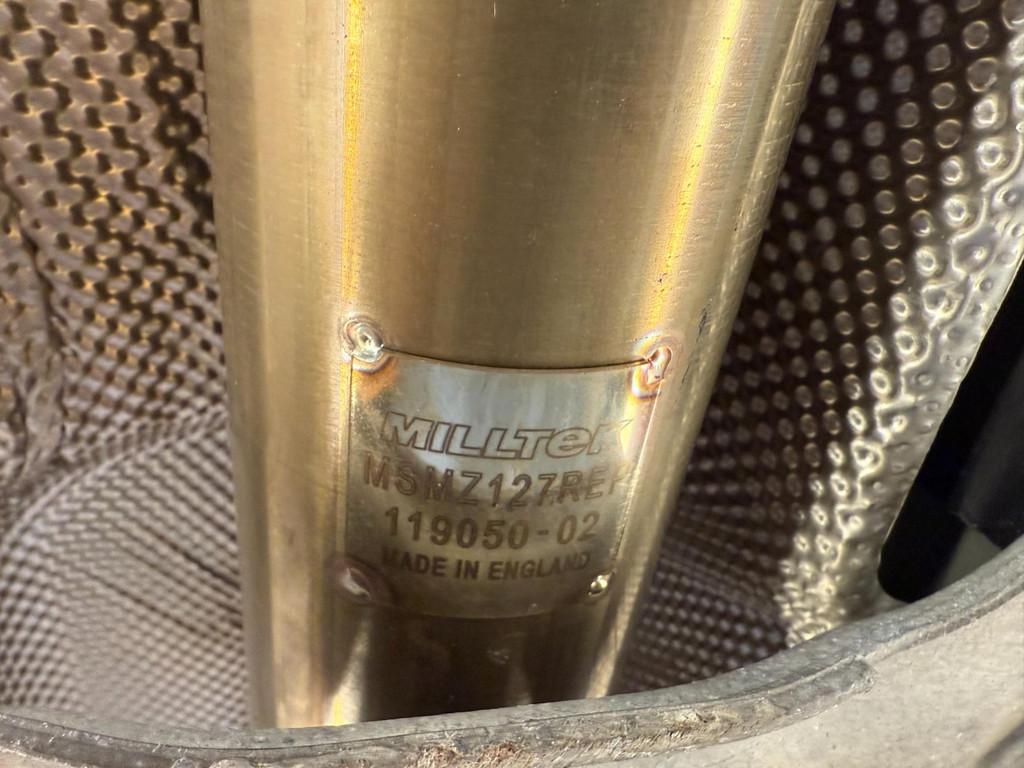 MILLTek
MSMZ127REP
119050-02
MADE IN ENGLAND